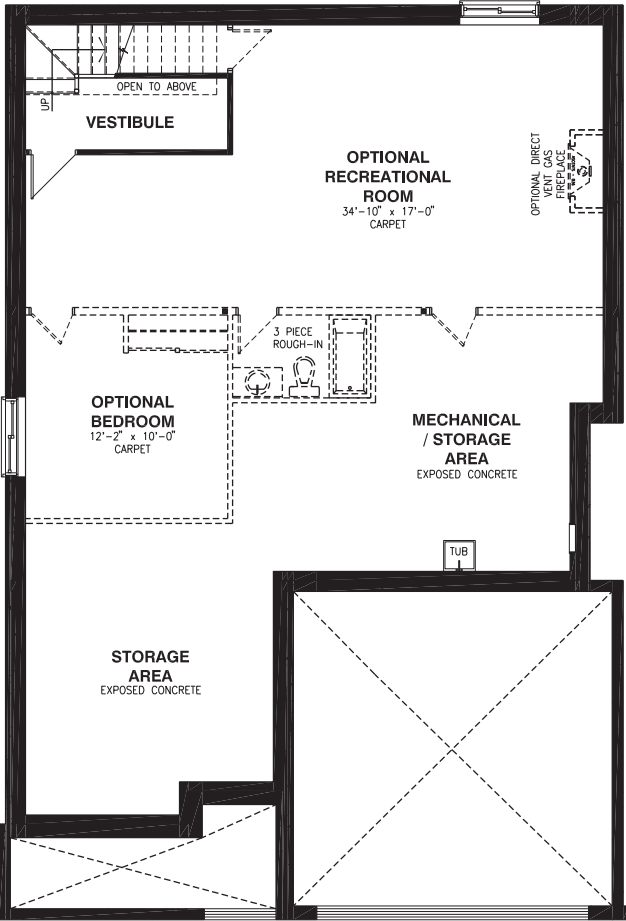 UP
OPEN TO ABOVE
VESTIBULE
OPTIONAL
RECREATIONAL
ROOM
34'-10" x 17'-0"
CARPET
OPTIONAL DIRECT
VENT GAS
FIREPLACE
3 PIECE
ROUGH-IN
OPTIONAL
BEDROOM
12'-2" x 10'-0"
CARPET
MECHANICAL
/ STORAGE
AREA
EXPOSED CONCRETE
TUB
STORAGE
AREA
EXPOSED CONCRETE